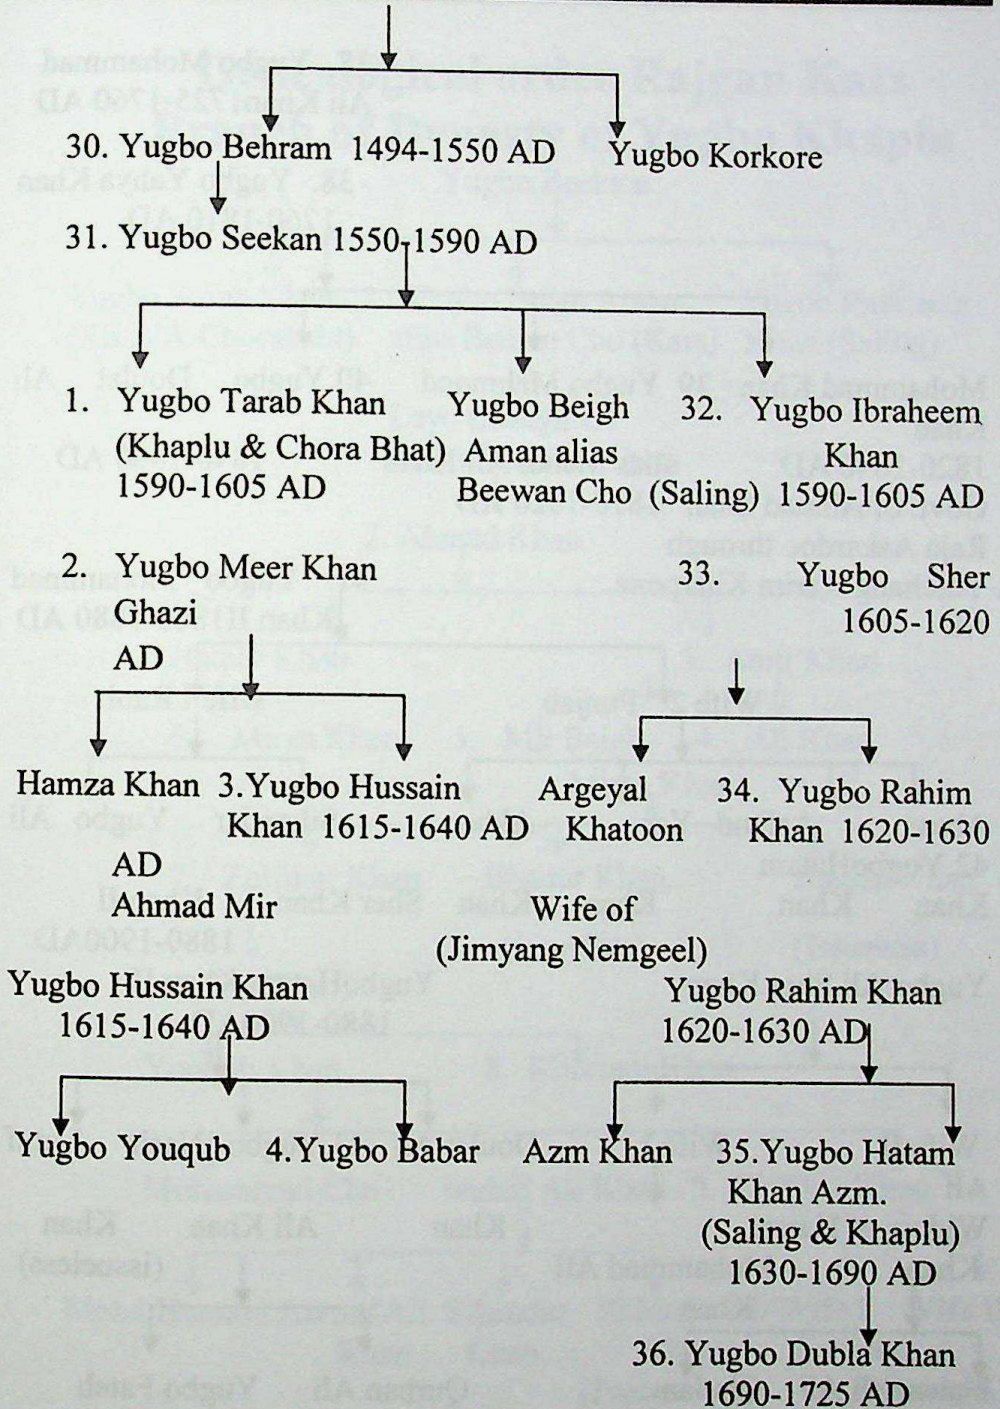 30. Yugbo Behram 1494-1550 AD Yugbo Korkore
31. Yugbo Seekan 1550-1590 AD
1. Yugbo Tarab Khan Yugbo Beigh 32. Yugbo Ibraheem
(Khaplu & Chora Bhat) Aman alias Khan
1590-1605 AD Beewan Cho (Saling) 1590-1605 AD
2. Yugbo Meer Khan 33. Yugbo Sher
Ghazi 1605-1620
AD
Hamza Khan 3.Yugbo Hussain Argeyal 34. Yugbo Rahim
Khan 1615-1640 AD Khatoon Khan 1620-1630
AD
Ahmad Mir Wife of
(Jimyang Nemgeel)
Yugbo Hussain Khan Yugbo Rahim Khan
1615-1640 AD 1620-1630 AD
Yugbo Youqub 4.Yugbo Babar Azm Khan 35.Yugbo Hatam
Khan Azm.
(Saling & Khaplu)
1630-1690 AD
36. Yugbo Dubla Khan
1690-1725 AD